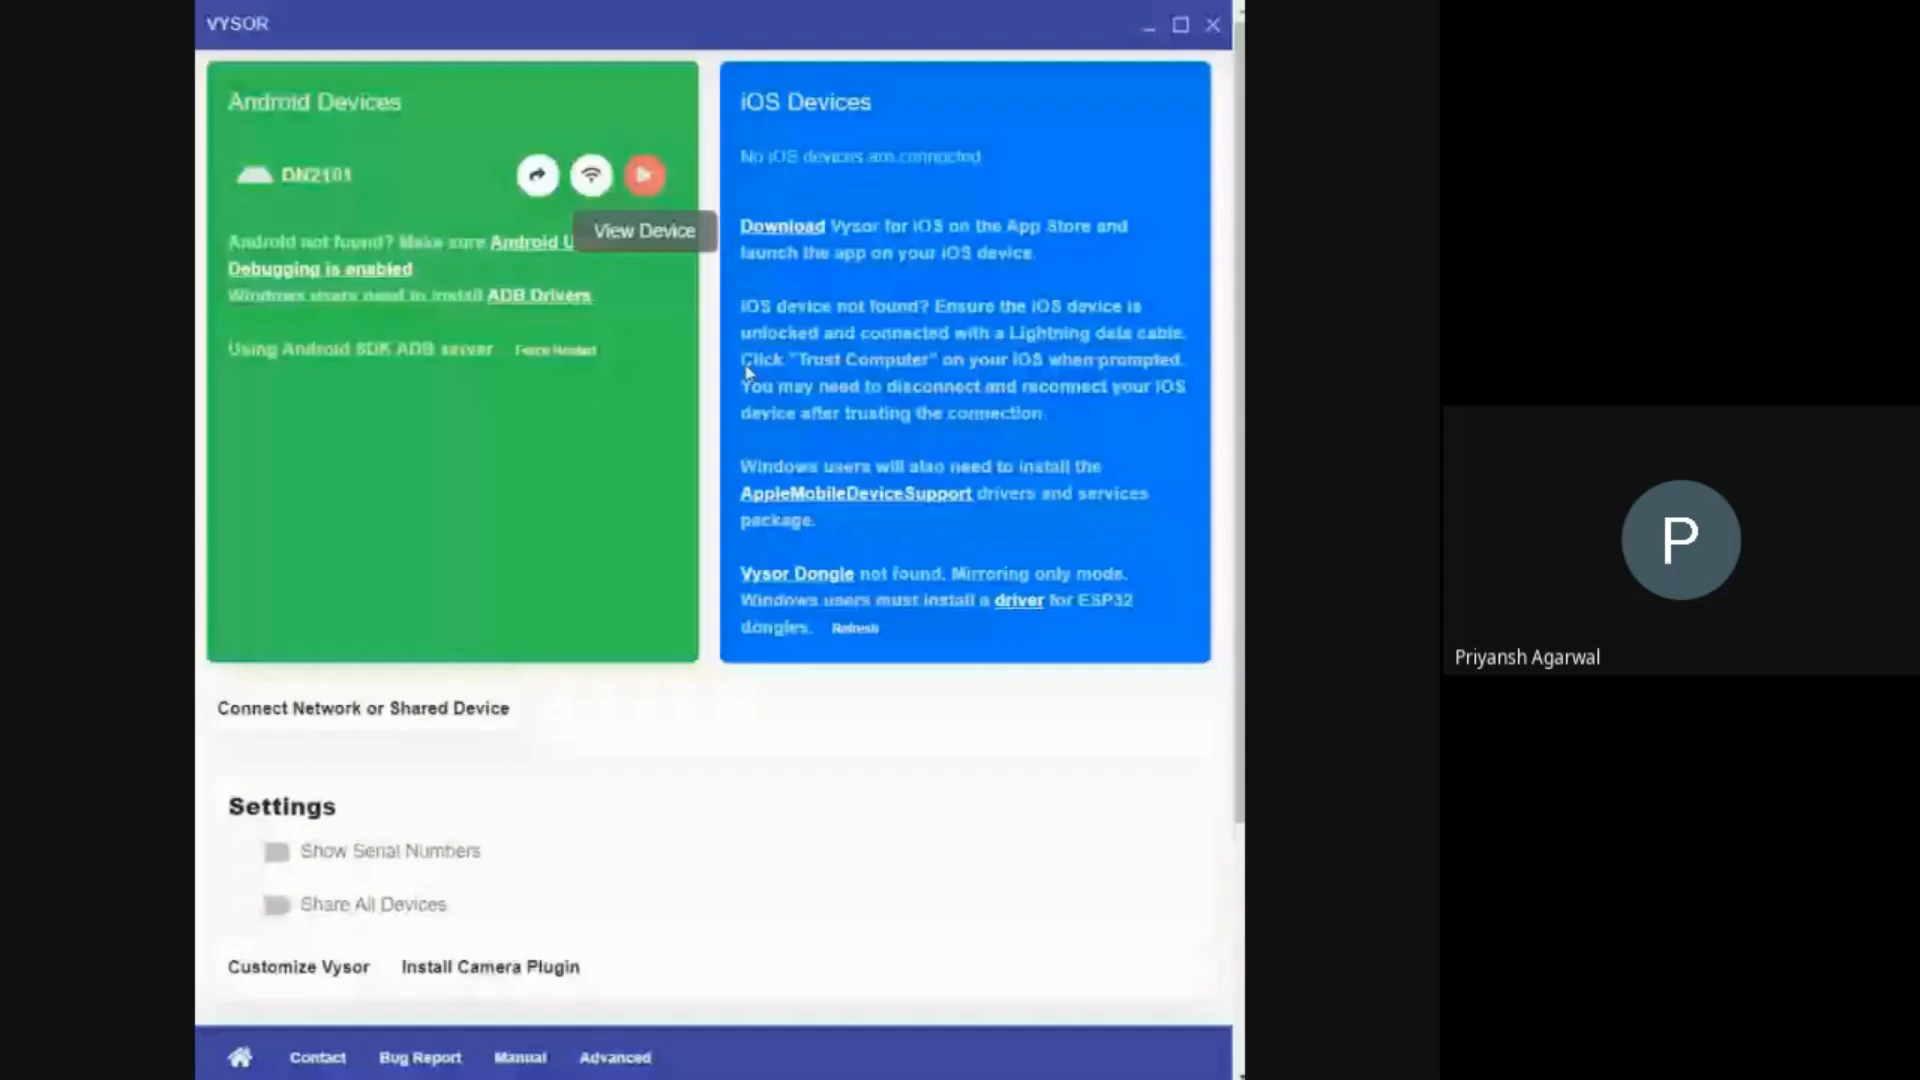 VYSOR
Android Devices
DN2101
View Device
Android not found? Make sure Android U
Debugging is enabled
Windows users need to install ADB Drivers
Using Android SDK ADB server
iOS Devices
No iOS devices are connected
Download Vysor for iOS on the App Store and
launch the app on your iOS device.
iOS device not found? Ensure the iOS device is
unlocked and connected with a Lightning data cable.
Click "Trust Computer" on your iOS when prompted.
You may need to disconnect and reconnect your iOS
device after trusting the connection.
Windows users will also need to install the
AppleMobileDeviceSupport drivers and services
package.
Vysor Dongle not found. Mirroring only mode.
Windows users must install a driver for ESP32
dongles. Refresh
Connect Network or Shared Device
Settings
Show Serial Numbers
Share All Devices
Customize Vysor Install Camera Plugin
Contact Bug Report Manual Advanced
P
Priyansh Agarwal